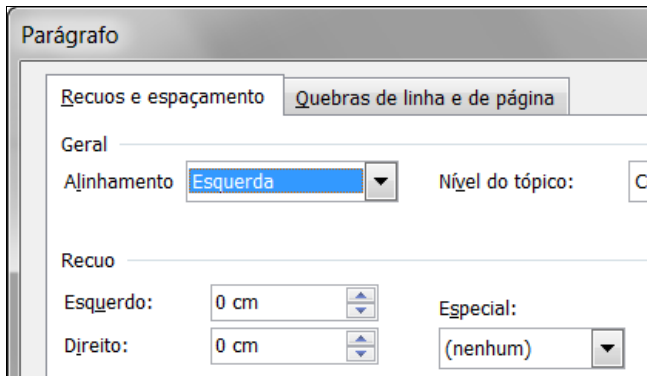 Parágrafo
Recuos e espaçamento Quebras de linha e de página
Geral
Alinhamento Esquerda Nível do tópico: C
Recuo
Esquerdo: 0 cm Especial:
Direito: 0 cm (nenhum)